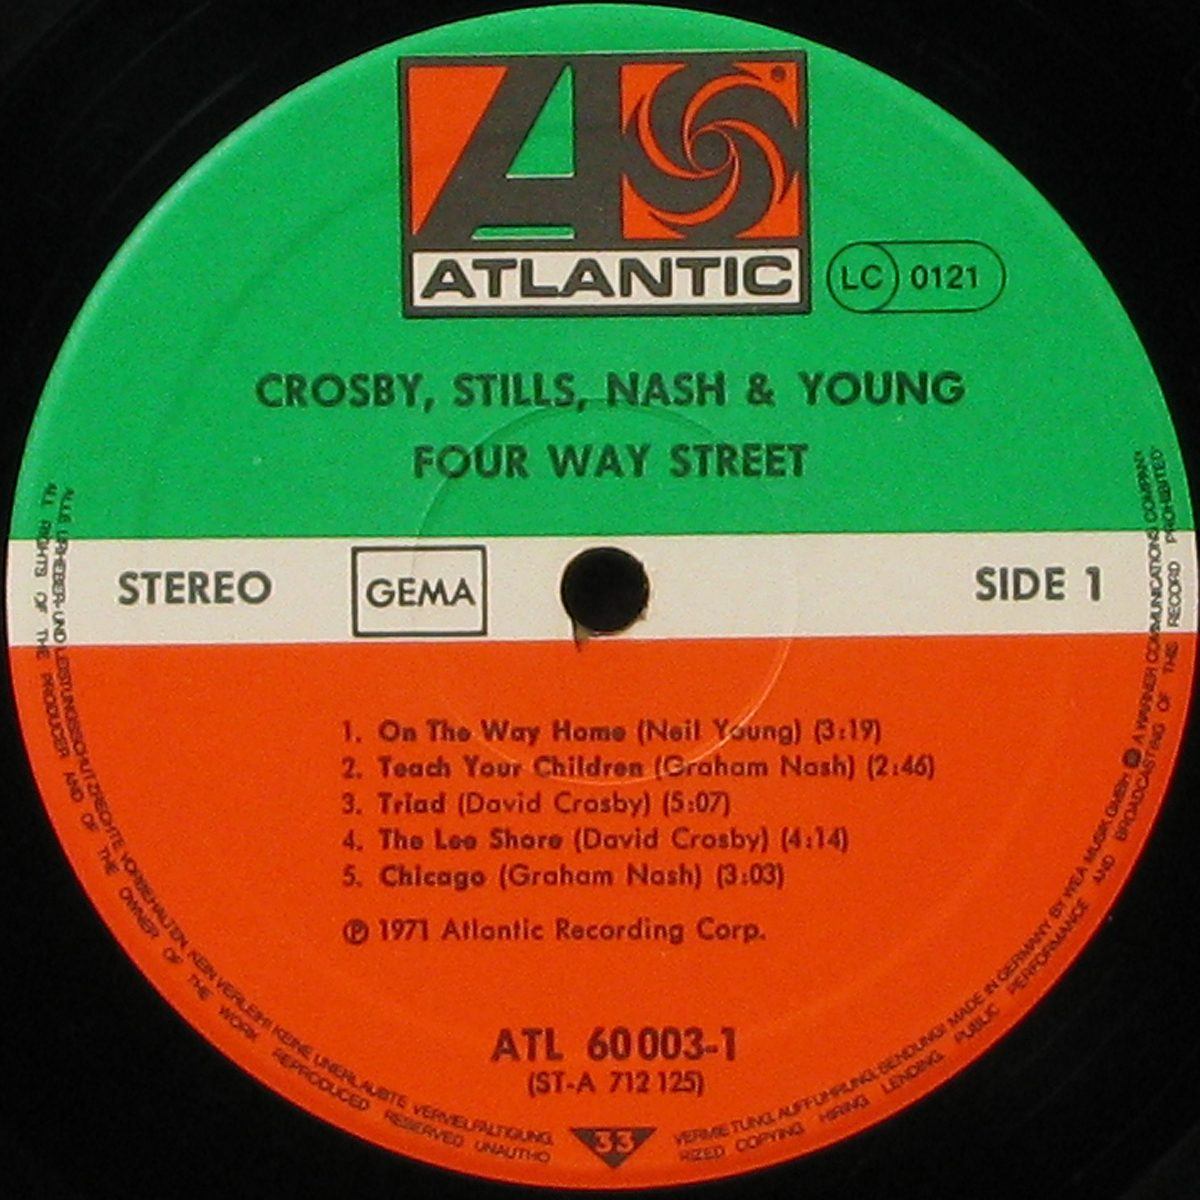 ATLANTIC
LC 0121
CROSBY, STILLS, NASH & YOUNG
FOUR WAY STREET
STEREO
GEMA
SIDE 1
1. On The Way Home (Neil Young) (3:19)
2. Teach Your Children (Graham Nash) (2:46)
3. Triad (David Crosby) (5:07)
4. The Lee Shore (David Crosby) (4:14)
5. Chicago (Graham Nash) (3:03)
℗ 1971 Atlantic Recording Corp.
ATL 60 003-1
(ST-A 712 125)
33
ALLE URHEBER- UND LEISTUNGSSCHUTZRECHTE VORBEHALTEN. KEIN VERLEIH! KEINE UNERLAUBTE VERVIELFÄLTIGUNG, VERMIETUNG, AUFFÜHRUNG, SENDUNG! MADE IN GERMANY BY WEA MUSIK GMBH Ⓦ A WARNER COMMUNICATIONS COMPANY
ALL RIGHTS OF THE PRODUCER AND OF THE OWNER OF THE WORK REPRODUCED RESERVED UNAUTHORIZED COPYING, HIRING, LENDING, PUBLIC PERFORMANCE AND BROADCASTING OF THIS RECORD PROHIBITED